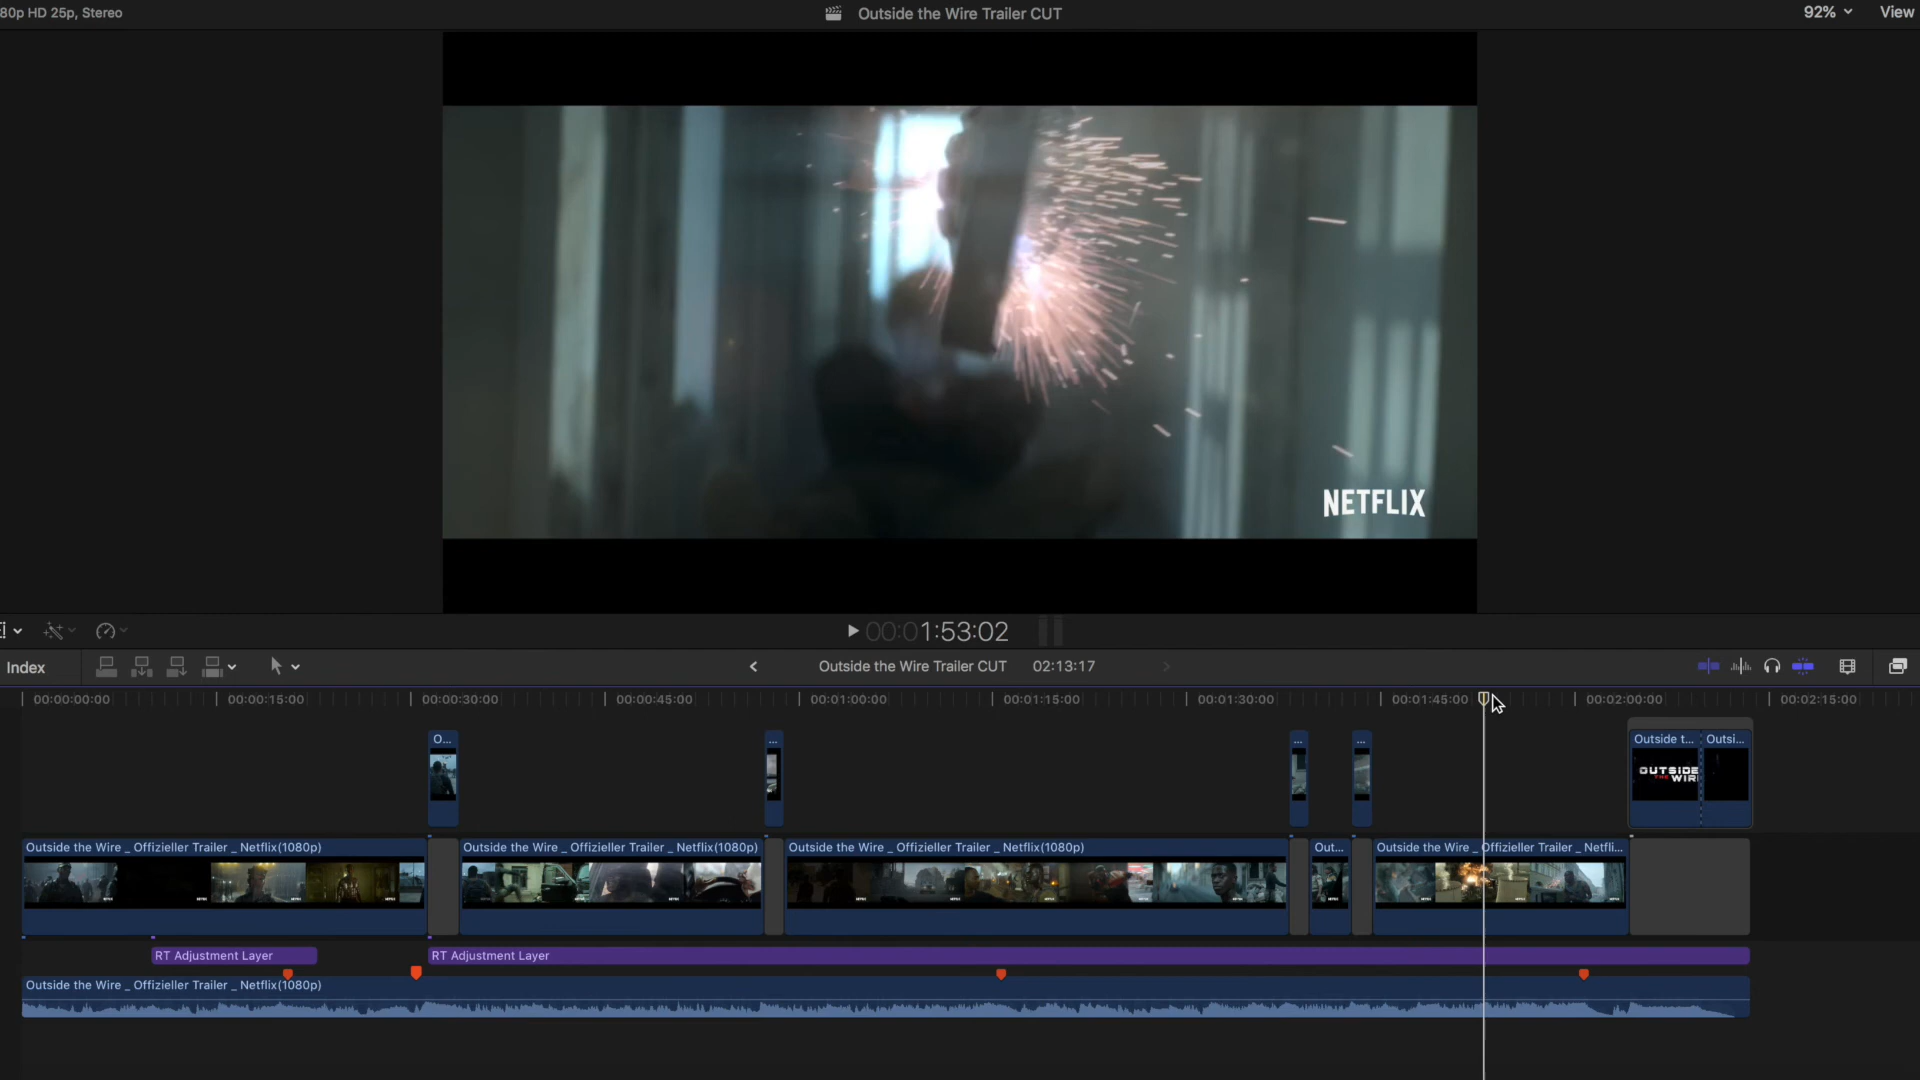 80p HD 25p, Stereo
Outside the Wire Trailer CUT
92%
View
NETFLIX
00:01:53:02
Index
Outside the Wire Trailer CUT
02:13:17
00:00:00:00
00:00:15:00
00:00:30:00
00:00:45:00
00:01:00:00
00:01:15:00
00:01:30:00
00:01:45:00
00:02:00:00
00:02:15:00
O...
...
...
...
Outside t...
Outsi...
OUTSIDE
THE WIR
Outside the Wire _ Offizieller Trailer _ Netflix(1080p)
Outside the Wire _ Offizieller Trailer _ Netflix(1080p)
Outside the Wire _ Offizieller Trailer _ Netflix(1080p)
Out...
Outside the Wire _ Offizieller Trailer _ Netfli...
RT Adjustment Layer
RT Adjustment Layer
Outside the Wire _ Offizieller Trailer _ Netflix(1080p)